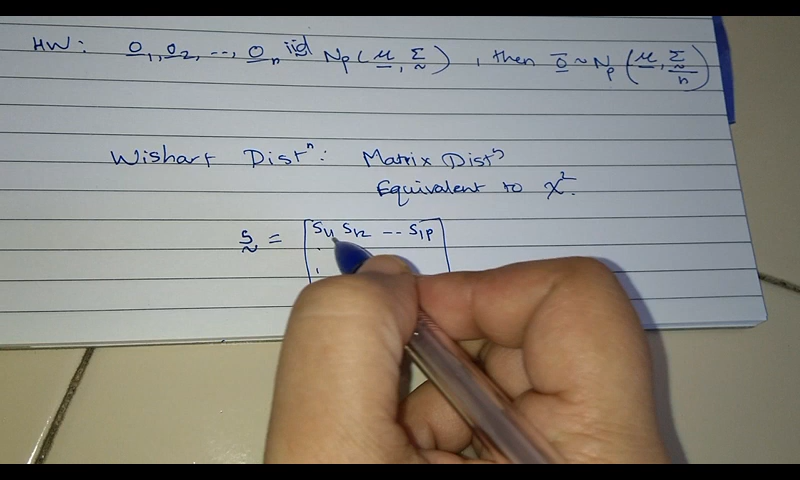 HW: O1, O2, --, On iid Np(μ, Σ), then Ō ~ Np(μ, Σ/n)
Wishart Distⁿ: Matrix Distⁿ
Equivalent to χ².
S = [S11 S12 -- S1p